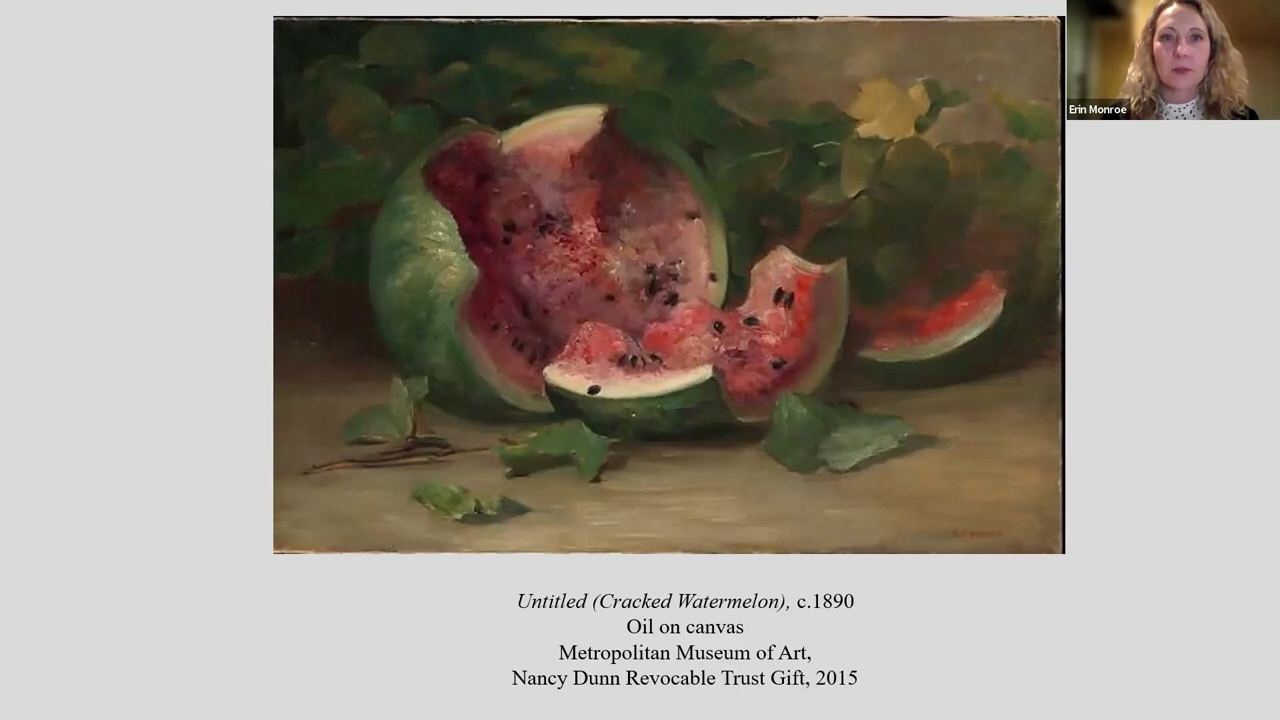 Erin Monroe
Untitled (Cracked Watermelon), c.1890
Oil on canvas
Metropolitan Museum of Art,
Nancy Dunn Revocable Trust Gift, 2015